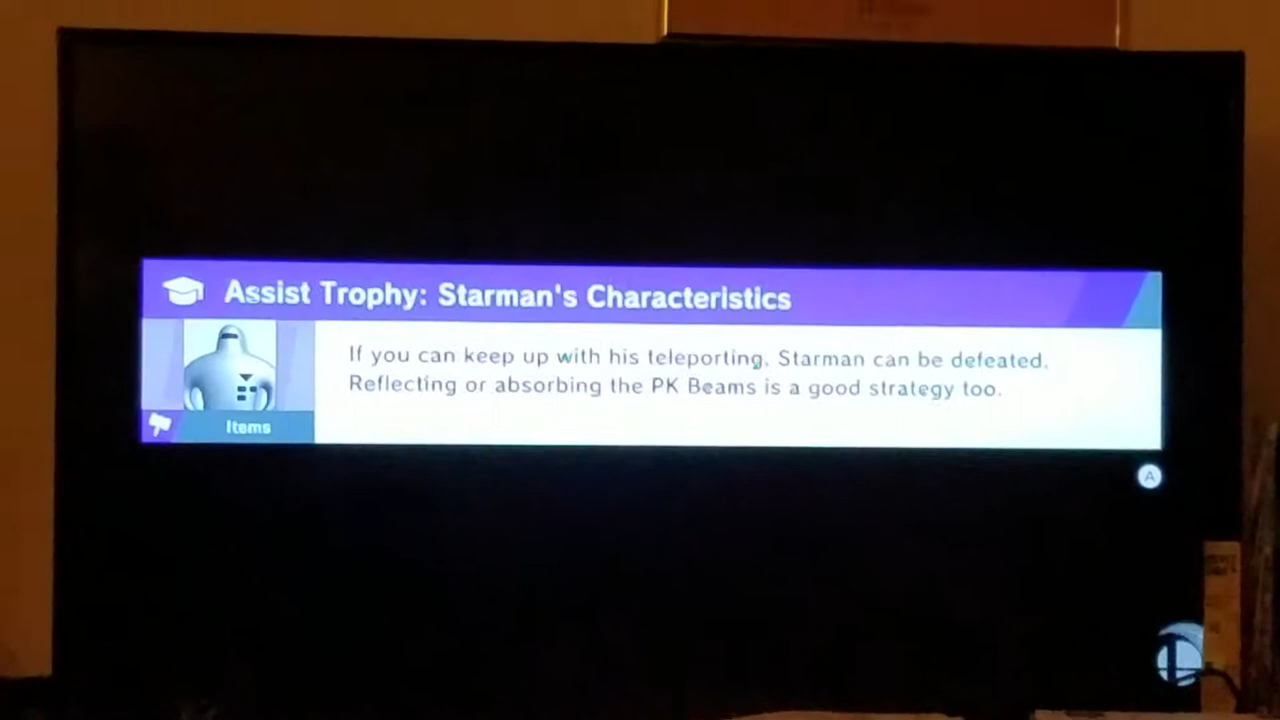 Assist Trophy: Starman's Characteristics
If you can keep up with his teleporting, Starman can be defeated.
Reflecting or absorbing the PK Beams is a good strategy too.
Items
A